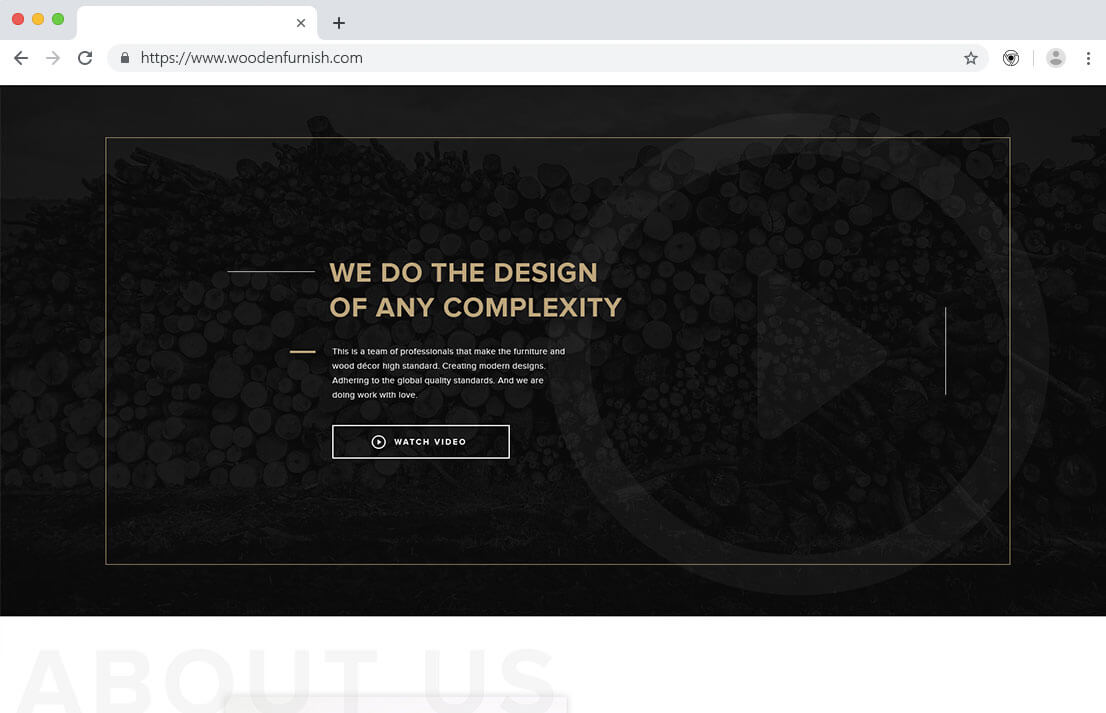 https://www.woodenfurnish.com
WE DO THE DESIGN
OF ANY COMPLEXITY
This is a team of professionals that make the furniture and
wood décor high standard. Creating modern designs.
Adhering to the global quality standards. And we are
doing work with love.
WATCH VIDEO
ABOUT US